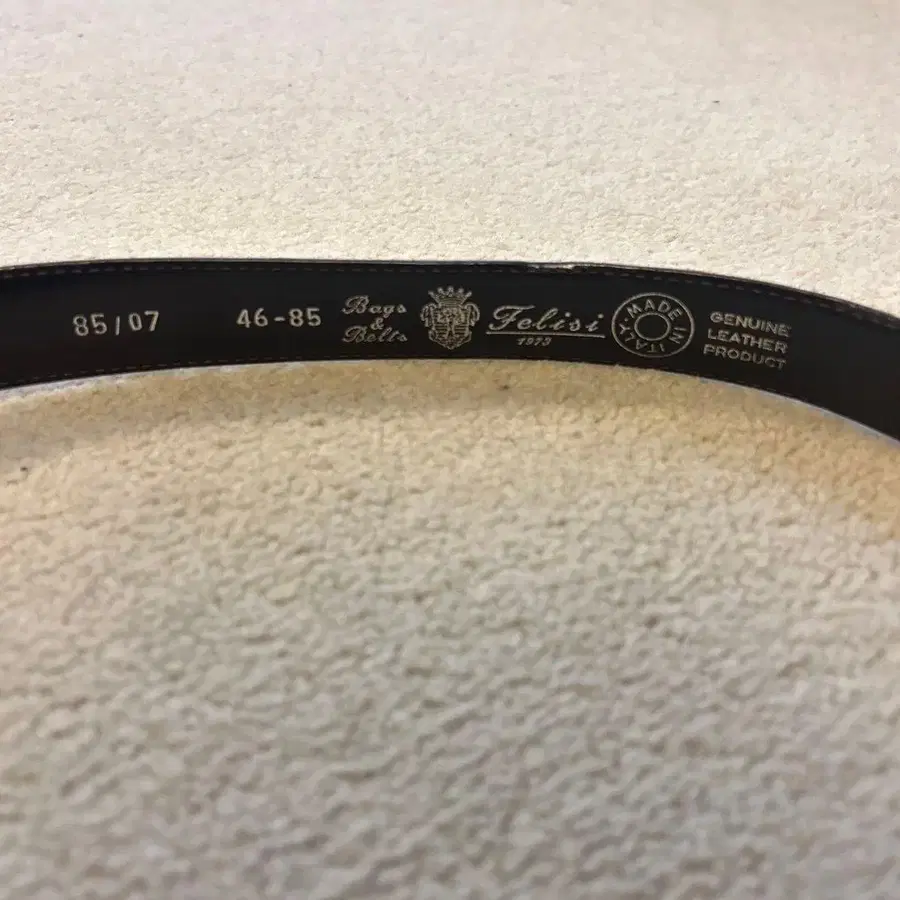 85/07
46-85
Bags
&
Belts
Felisi
1973
MADE IN ITALY
GENUINE
LEATHER
PRODUCT